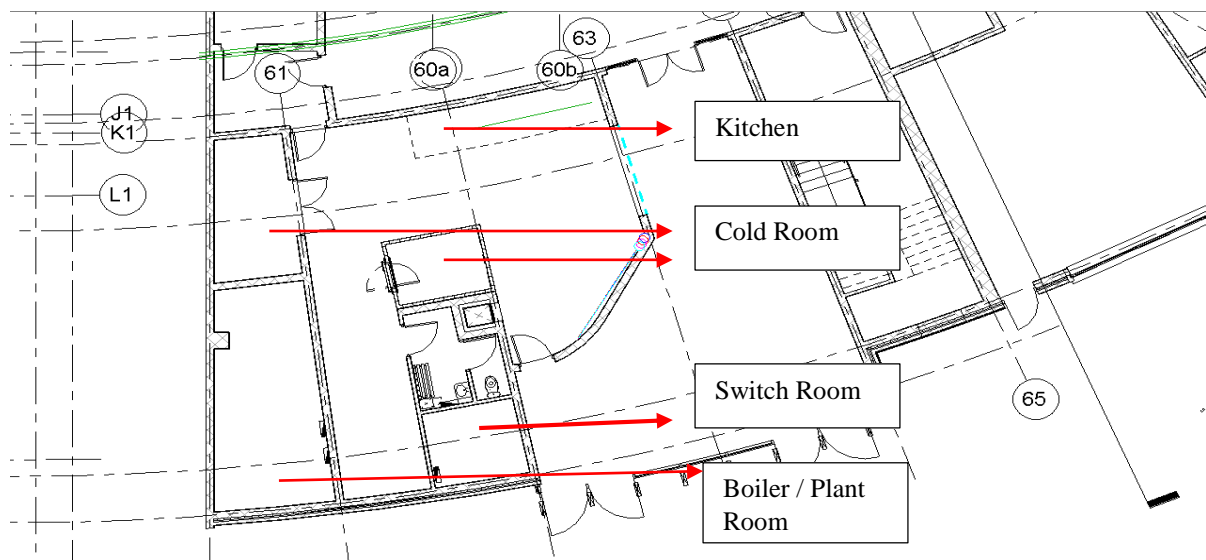 63
61
60a
60b
J1
K1
L1
Kitchen
Cold Room
Switch Room
65
Boiler / Plant
Room